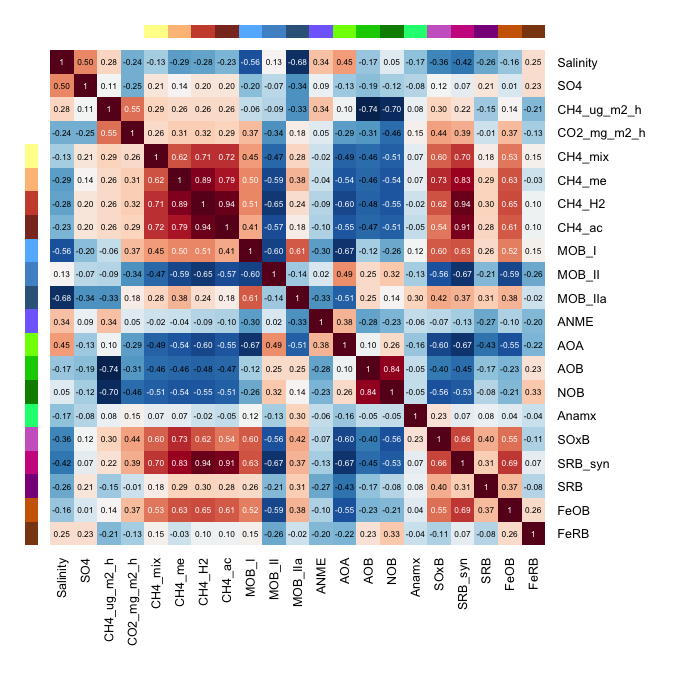 1 0.50 0.28 -0.24 -0.13 -0.29 -0.28 -0.23 -0.56 0.13 -0.68 0.34 0.45 -0.17 0.05 -0.17 -0.36 -0.42 -0.26 -0.16 0.25 Salinity
0.50 1 0.11 -0.25 0.21 0.14 0.20 0.20 -0.20 -0.07 -0.34 0.09 -0.13 -0.19 -0.12 -0.08 0.12 0.07 0.21 0.01 0.23 SO4
0.28 0.11 1 0.55 0.29 0.26 0.26 0.26 -0.06 -0.09 -0.33 0.34 0.10 -0.74 -0.70 0.08 0.30 0.22 -0.15 0.14 -0.21 CH4_ug_m2_h
-0.24 -0.25 0.55 1 0.26 0.31 0.32 0.29 0.37 -0.34 0.18 0.05 -0.29 -0.31 -0.46 0.15 0.44 0.39 -0.01 0.37 -0.13 CO2_mg_m2_h
-0.13 0.21 0.29 0.26 1 0.62 0.71 0.72 0.45 -0.47 0.28 -0.02 -0.49 -0.46 -0.51 0.07 0.60 0.70 0.18 0.53 0.15 CH4_mix
-0.29 0.14 0.26 0.31 0.62 1 0.89 0.79 0.50 -0.59 0.38 -0.04 -0.54 -0.46 -0.54 0.07 0.73 0.83 0.29 0.63 -0.03 CH4_me
-0.28 0.20 0.26 0.32 0.71 0.89 1 0.94 0.51 -0.65 0.24 -0.09 -0.60 -0.48 -0.55 -0.02 0.62 0.94 0.30 0.65 0.10 CH4_H2
-0.23 0.20 0.26 0.29 0.72 0.79 0.94 1 0.41 -0.57 0.18 -0.10 -0.55 -0.47 -0.51 -0.05 0.54 0.91 0.28 0.61 0.10 CH4_ac
-0.56 -0.20 -0.06 0.37 0.45 0.50 0.51 0.41 1 -0.60 0.61 -0.30 -0.67 -0.12 -0.26 0.12 0.60 0.63 0.26 0.52 0.15 MOB_I
0.13 -0.07 -0.09 -0.34 -0.47 -0.59 -0.65 -0.57 -0.60 1 -0.14 0.02 0.49 0.25 0.32 -0.13 -0.56 -0.67 -0.21 -0.59 -0.26 MOB_II
-0.68 -0.34 -0.33 0.18 0.28 0.38 0.24 0.18 0.61 -0.14 1 -0.33 -0.51 0.25 0.14 0.30 0.42 0.37 0.31 0.38 -0.02 MOB_IIa
0.34 0.09 0.34 0.05 -0.02 -0.04 -0.09 -0.10 -0.30 0.02 -0.33 1 0.38 -0.28 -0.23 -0.06 -0.07 -0.13 -0.27 -0.10 -0.20 ANME
0.45 -0.13 0.10 -0.29 -0.49 -0.54 -0.60 -0.55 -0.67 0.49 -0.51 0.38 1 0.10 0.26 -0.16 -0.60 -0.67 -0.43 -0.55 -0.22 AOA
-0.17 -0.19 -0.74 -0.31 -0.46 -0.46 -0.48 -0.47 -0.12 0.25 0.25 -0.28 0.10 1 0.84 -0.05 -0.40 -0.45 -0.17 -0.23 0.23 AOB
0.05 -0.12 -0.70 -0.46 -0.51 -0.54 -0.55 -0.51 -0.26 0.32 0.14 -0.23 0.26 0.84 1 -0.05 -0.56 -0.53 -0.08 -0.21 0.33 NOB
-0.17 -0.08 0.08 0.15 0.07 0.07 -0.02 -0.05 0.12 -0.13 0.30 -0.06 -0.16 -0.05 -0.05 1 0.23 0.07 0.08 0.04 -0.04 Anamx
-0.36 0.12 0.30 0.44 0.60 0.73 0.62 0.54 0.60 -0.56 0.42 -0.07 -0.60 -0.40 -0.56 0.23 1 0.66 0.40 0.55 -0.11 SOxB
-0.42 0.07 0.22 0.39 0.70 0.83 0.94 0.91 0.63 -0.67 0.37 -0.13 -0.67 -0.45 -0.53 0.07 0.66 1 0.31 0.69 0.07 SRB_syn
-0.26 0.21 -0.15 -0.01 0.18 0.29 0.30 0.28 0.26 -0.21 0.31 -0.27 -0.43 -0.17 -0.08 0.08 0.40 0.31 1 0.37 -0.08 SRB
-0.16 0.01 0.14 0.37 0.53 0.63 0.65 0.61 0.52 -0.59 0.38 -0.10 -0.55 -0.23 -0.21 0.04 0.55 0.69 0.37 1 0.26 FeOB
0.25 0.23 -0.21 -0.13 0.15 -0.03 0.10 0.10 0.15 -0.26 -0.02 -0.20 -0.22 0.23 0.33 -0.04 -0.11 0.07 -0.08 0.26 1 FeRB
Salinity SO4 CH4_ug_m2_h CO2_mg_m2_h CH4_mix CH4_me CH4_H2 CH4_ac MOB_I MOB_II MOB_IIa ANME AOA AOB NOB Anamx SOxB SRB_syn SRB FeOB FeRB